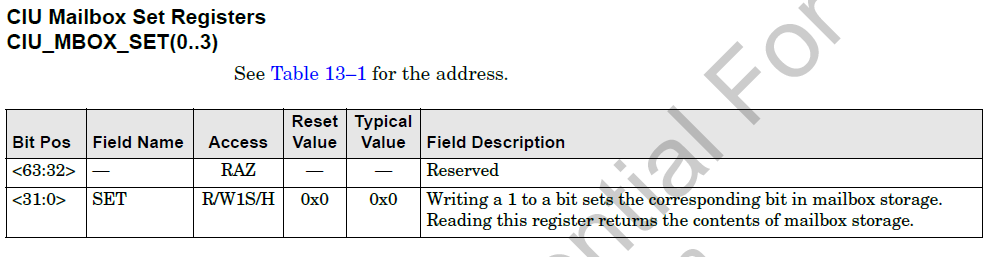 CIU Mailbox Set Registers
CIU_MBOX_SET(0..3)
See Table 13–1 for the address.
Bit Pos Field Name Access Reset Value Typical Value Field Description
<63:32> — RAZ — — Reserved
<31:0> SET R/W1S/H 0x0 0x0 Writing a 1 to a bit sets the corresponding bit in mailbox storage.
Reading this register returns the contents of mailbox storage.
ential For